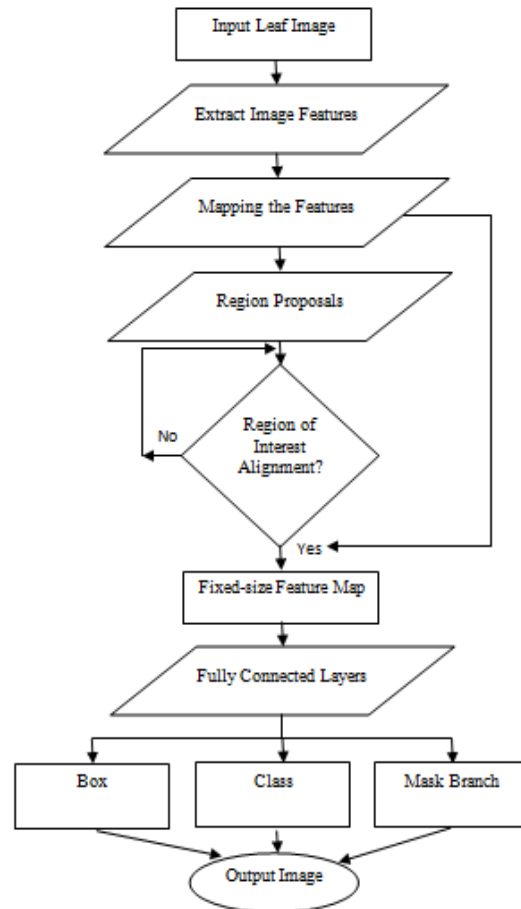 Input Leaf Image
Extract Image Features
Mapping the Features
Region Proposals
Region of
Interest
Alignment?
No
Yes
Fixed-size Feature Map
Fully Connected Layers
Box
Class
Mask Branch
Output Image